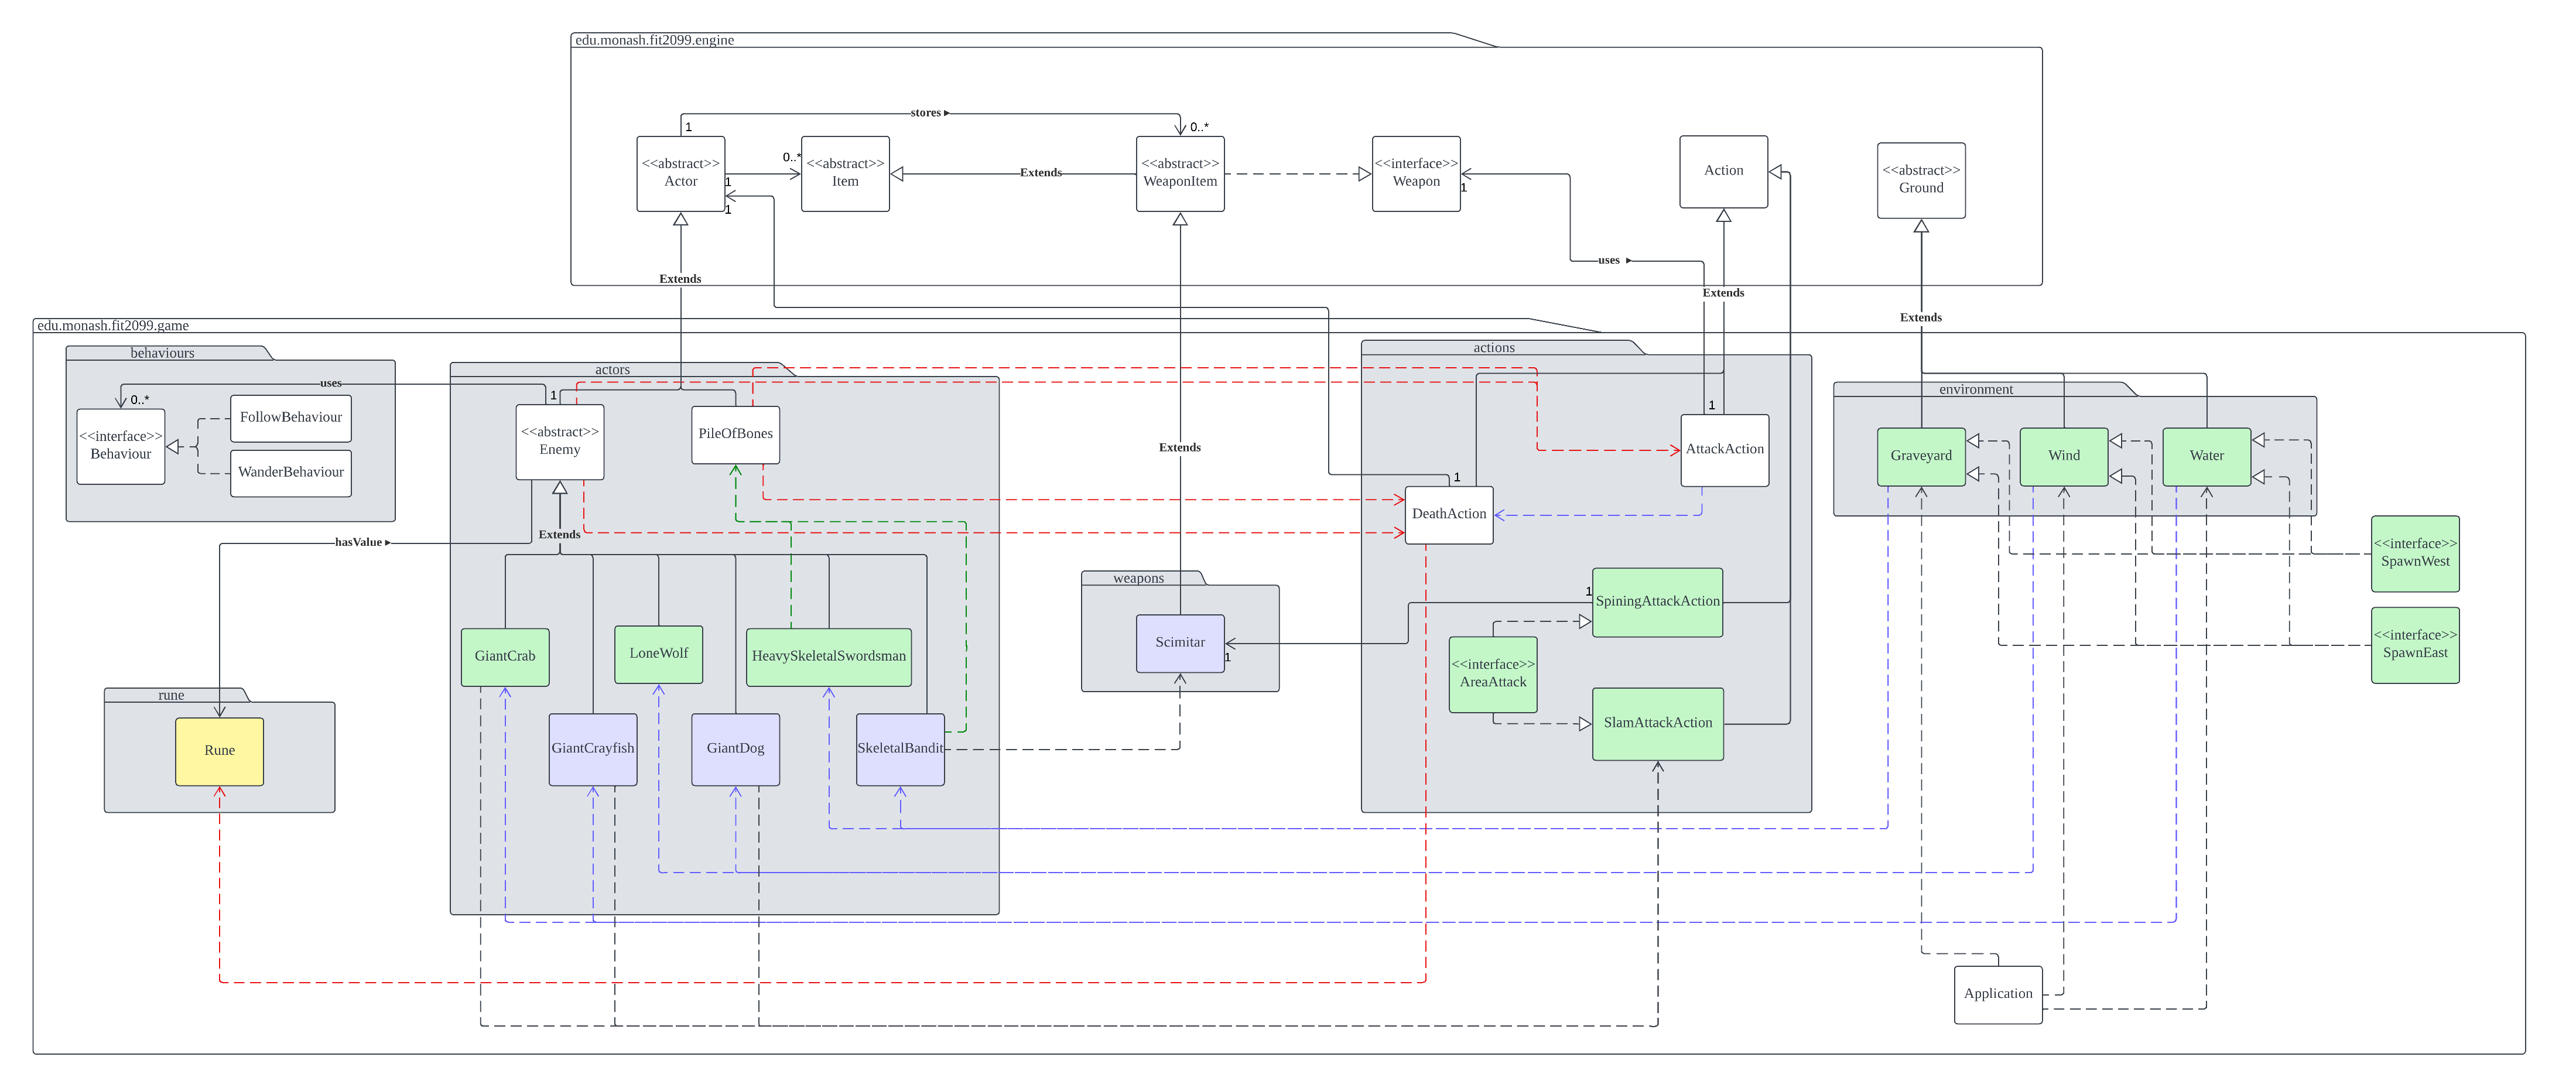 edu.monash.fit2099.engine
stores ▸
1
0..*
<<abstract>>
Actor
0..*
1
1
<<abstract>>
Item
Extends
<<abstract>>
WeaponItem
<<interface>>
Weapon
1
Action
<<abstract>>
Ground
uses ▸
Extends
Extends
Extends
edu.monash.fit2099.game
behaviours
uses
0..*
<<interface>>
Behaviour
FollowBehaviour
WanderBehaviour
actors
1
<<abstract>>
Enemy
PileOfBones
Extends
hasValue ▸
Extends
GiantCrab
LoneWolf
HeavySkeletalSwordsman
GiantCrayfish
GiantDog
SkeletalBandit
rune
Rune
weapons
Scimitar
1
actions
1
AttackAction
1
DeathAction
1
SpiningAttackAction
<<interface>>
AreaAttack
SlamAttackAction
environment
Graveyard
Wind
Water
<<interface>>
SpawnWest
<<interface>>
SpawnEast
Application